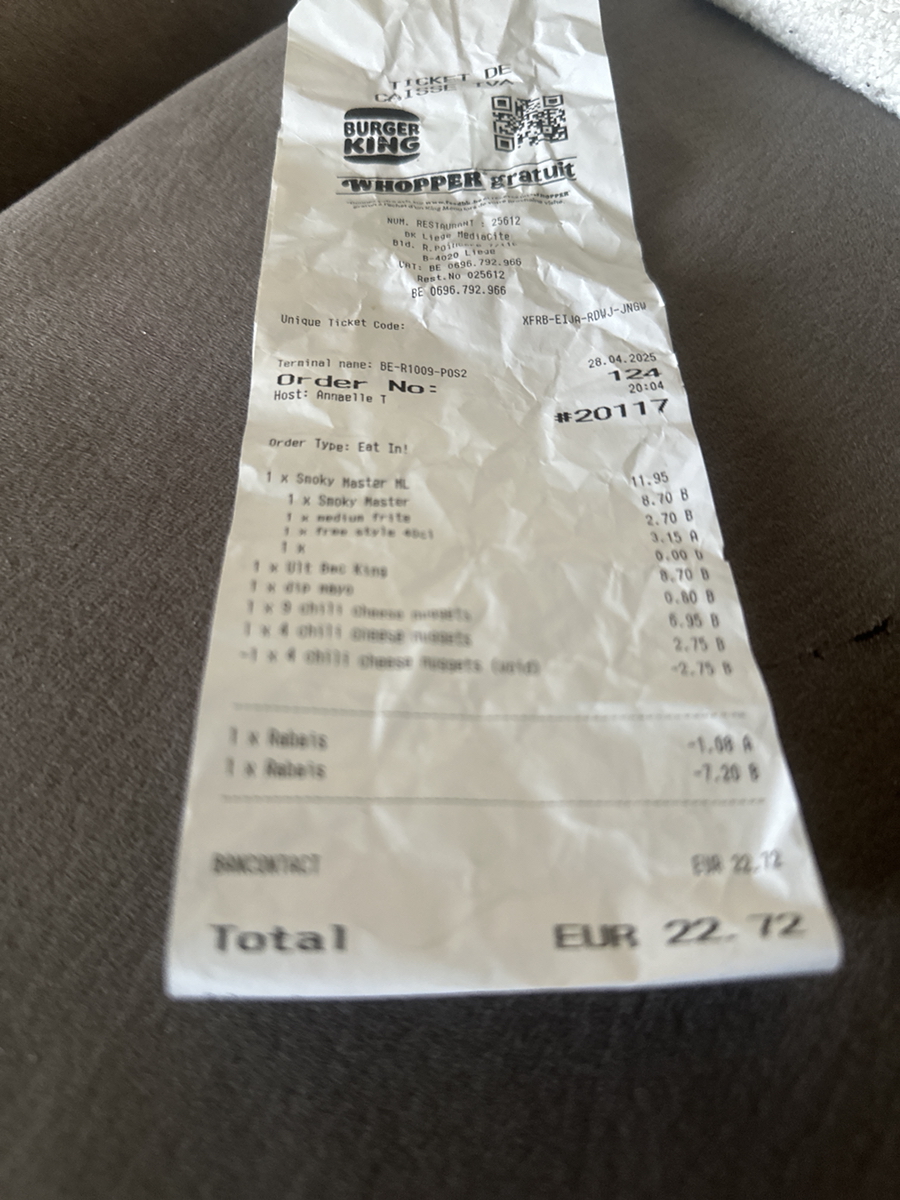 TICKET DE
CAISSE TVA
BURGER
KING
WHOPPER gratuit
NUM. RESTAURANT : 25612
BK Liege MediaCite
Bld. R.
B-4020 Liege
VAT: BE 0696.792.966
Rest.No 025612
BE 0696.792.966
Unique Ticket Code: XFRB-EIJA-RDWJ-JNGW
28.04.2025
Terminal name: BE-R1009-POS2 124
Order No: 20:04
Host: Annaelle T #20117
Order Type: Eat In!
1 x Smoky Master ML 11.95
1 x Smoky Master 8.70 B
1 x medium frite 2.70 B
1 x free style 40cl 3.15 A
1 x 0.00 D
1 x Ult Bac King 8.70 B
1 x dip mayo 0.80 B
1 x 9 chili cheese nuggets 6.95 B
1 x 4 chili cheese nuggets 2.75 B
-1 x 4 chili cheese nuggets (void) -2.75 B
1 x Rabais -1.08 A
1 x Rabais -7.20 B
BANCONTACT EUR 22.72
Total EUR 22.72